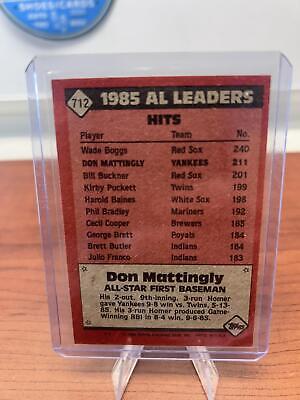 SHOES/CARDS
712
1985 AL LEADERS
HITS
Player Team No.
Wade Boggs Red Sox 240
DON MATTINGLY YANKEES 211
Bill Buckner Red Sox 201
Kirby Puckett Twins 199
Harold Baines White Sox 198
Phil Bradley Mariners 192
Cecil Cooper Brewers 185
George Brett Royals 184
Brett Butler Indians 184
Julio Franco Indians 183
Don Mattingly
ALL-STAR FIRST BASEMAN
His 2-out, 9th-inning, 3-run Homer
gave Yankees 9-8 win vs. Twins, 5-13-
85. His 3-run Homer produced Game-
Winning RBI in 8-4 win, 9-8-85.
Topps